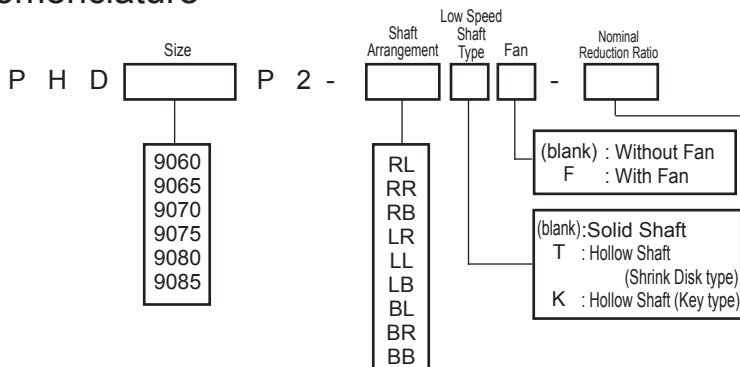 Size
Shaft
Arrangement
Low Speed
Shaft
Type
Fan
Nominal
Reduction Ratio
P H D P 2 - -
9060
9065
9070
9075
9080
9085
RL
RR
RB
LR
LL
LB
BL
BR
BB
(blank) : Without Fan
F : With Fan
(blank):Solid Shaft
T : Hollow Shaft
(Shrink Disk type)
K : Hollow Shaft (Key type)